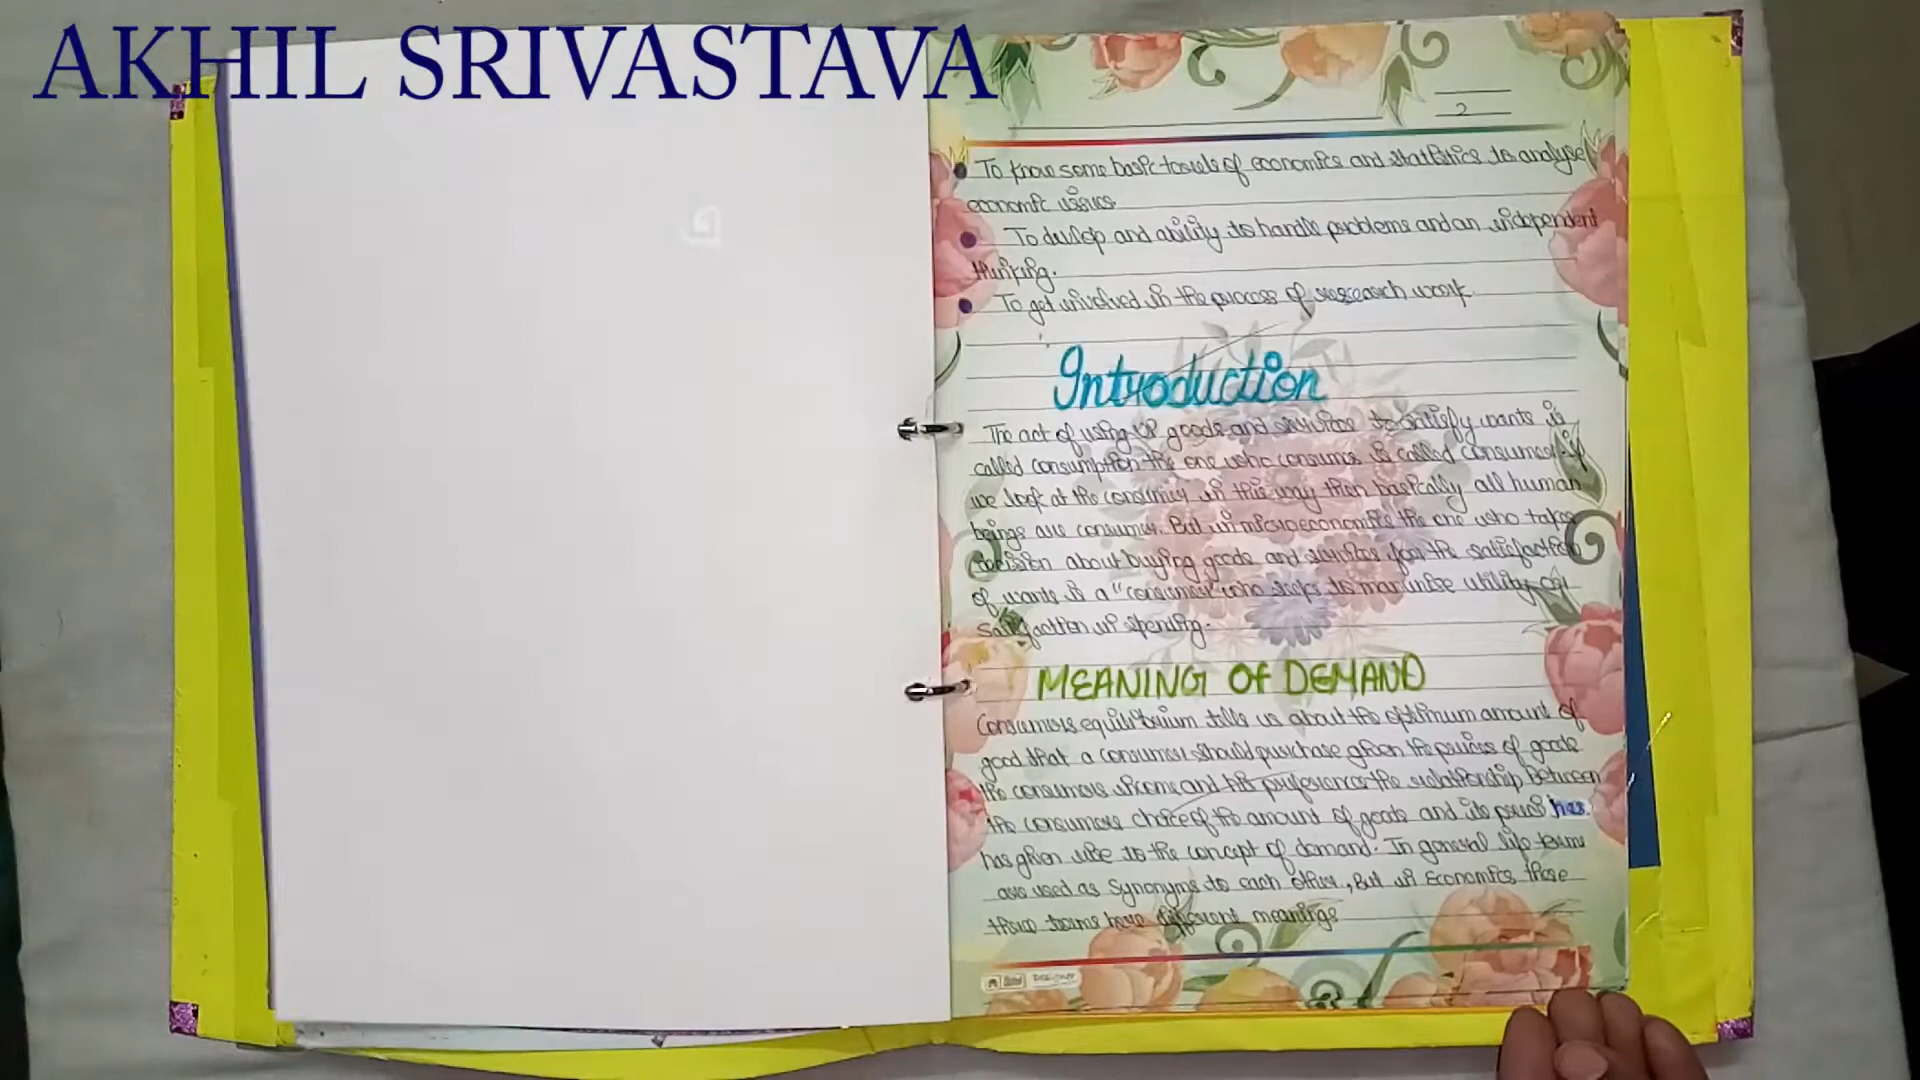 AKHIL SRIVASTAVA
2
To know some basic tools of economics and statistics to analyse
economic issues.
To develop and ability to handle problems and an independent
thinking.
To get involved in the process of research work.
Introduction
The act of using up goods and services to satisfy wants is
called consumption the one who consumes is called consumer. if
we look at the consumer in this way then basically all human
beings are consumer. But in microeconomics the one who takes
decision about buying goods and services for the satisfaction
of wants is a "consumer" who seeks to maximise utility or
satisfaction in spending.
MEANING OF DEMAND
Consumers equilibrium tells us about the optimum amount of
good that a consumer should purchase given the prices of goods
the consumers income and his preferences the relationship between
the consumers choice of the amount of goods and its prices has
has given rise to the concept of demand. In general life terms
are used as synonyms to each other, But in Economics these
three terms have different meanings
DESIGNER